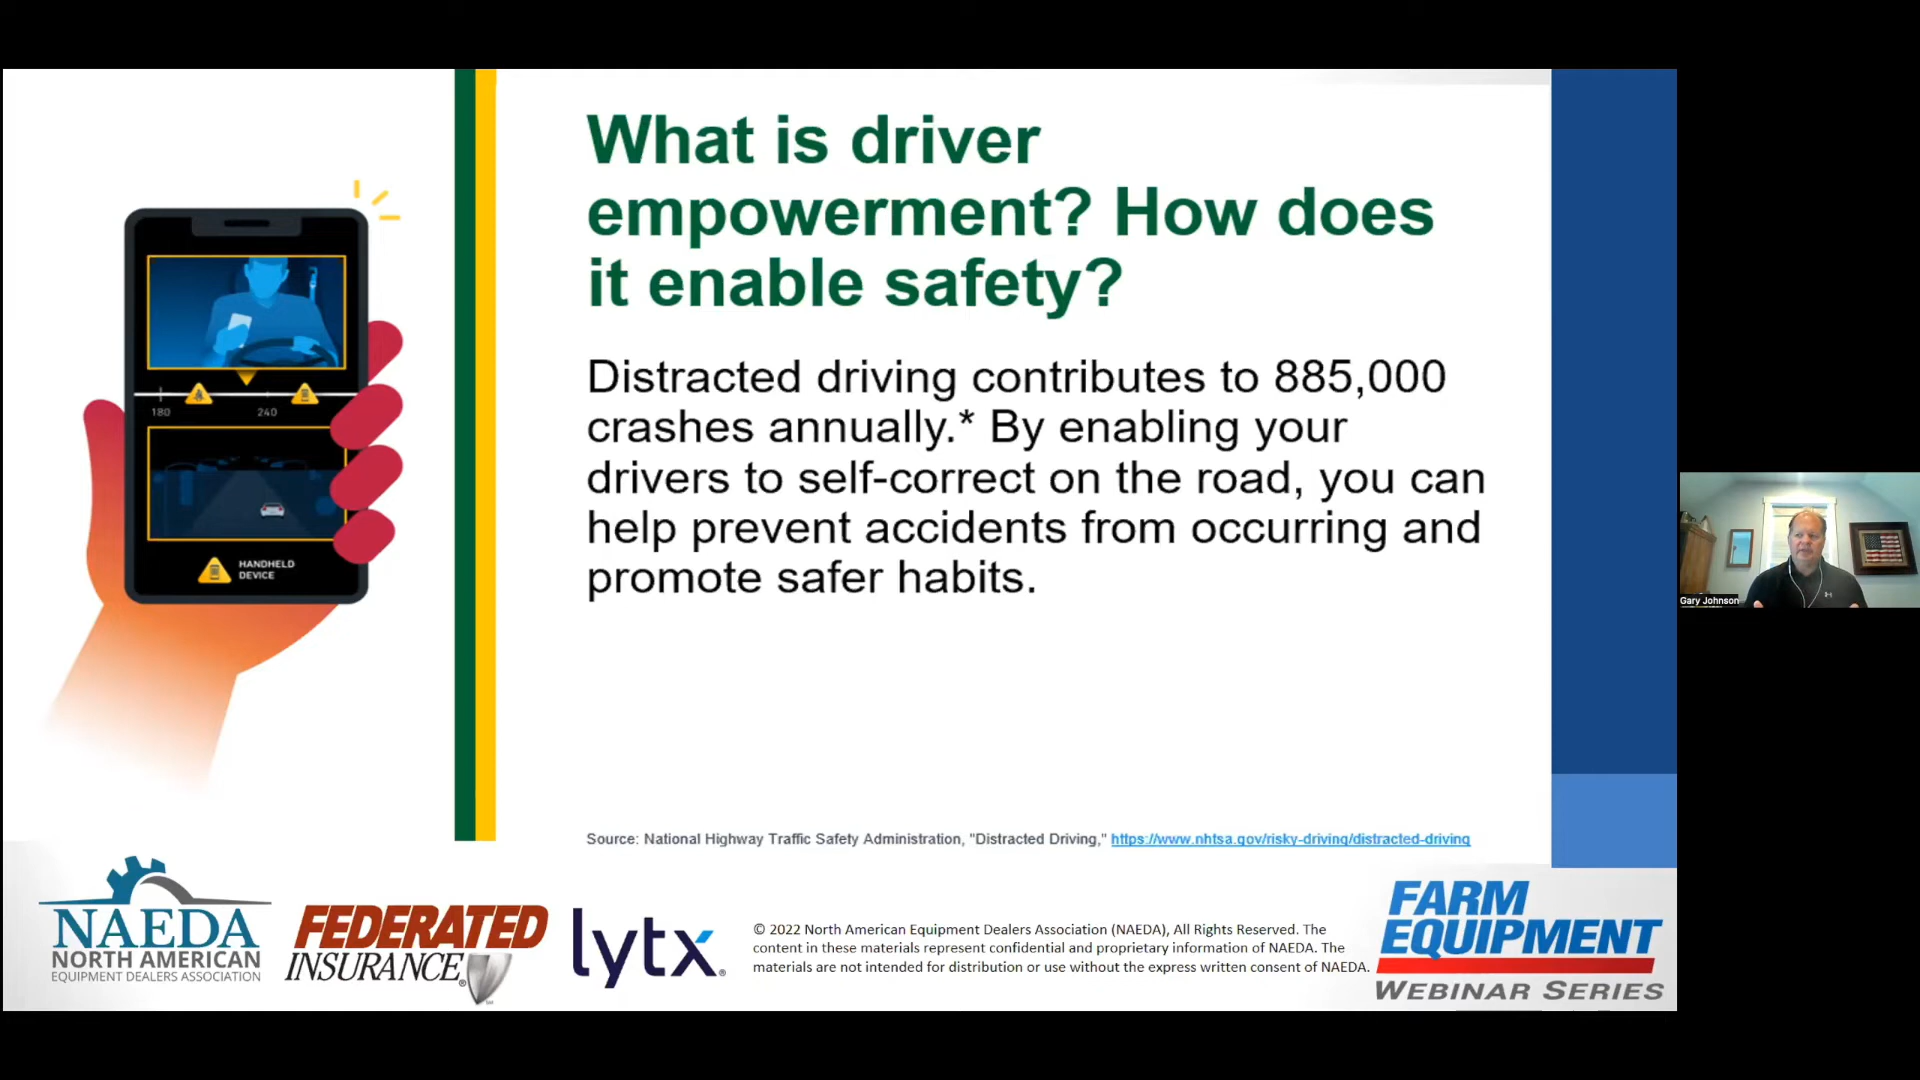 What is driver
empowerment? How does
it enable safety?
Distracted driving contributes to 885,000
crashes annually.* By enabling your
drivers to self-correct on the road, you can
help prevent accidents from occurring and
promote safer habits.
180
240
HANDHELD
DEVICE
Source: National Highway Traffic Safety Administration, "Distracted Driving," https://www.nhtsa.gov/risky-driving/distracted-driving
Gary Johnson
NAEDA
NORTH AMERICAN
EQUIPMENT DEALERS ASSOCIATION
FEDERATED
INSURANCE®
lytx®
© 2022 North American Equipment Dealers Association (NAEDA), All Rights Reserved. The
content in these materials represent confidential and proprietary information of NAEDA. The
materials are not intended for distribution or use without the express written consent of NAEDA.
FARM
EQUIPMENT
WEBINAR SERIES